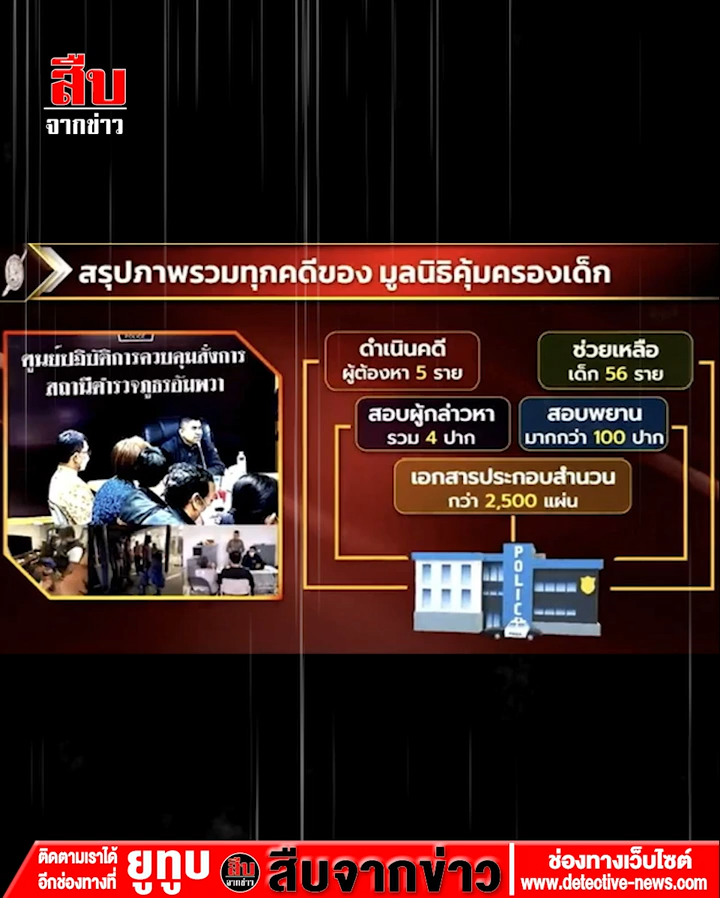 สืบ
จากข่าว
สรุปภาพรวมทุกคดีของ มูลนิธิคุ้มครองเด็ก
ศูนย์ปฏิบัติการควบคุมสั่งการ
สถานีตำรวจภูธรอัมพวา
ดำเนินคดี
ผู้ต้องหา 5 ราย
ช่วยเหลือ
เด็ก 56 ราย
สอบผู้กล่าวหา
รวม 4 ปาก
สอบพยาน
มากกว่า 100 ปาก
เอกสารประกอบสำนวน
กว่า 2,500 แผ่น
POLIC
ติดตามเราได้
อีกช่องทางที่
ยูทูบ
สืบ
จากข่าว
สืบจากข่าว
ช่องทางเว็บไซต์
www.detective-news.com